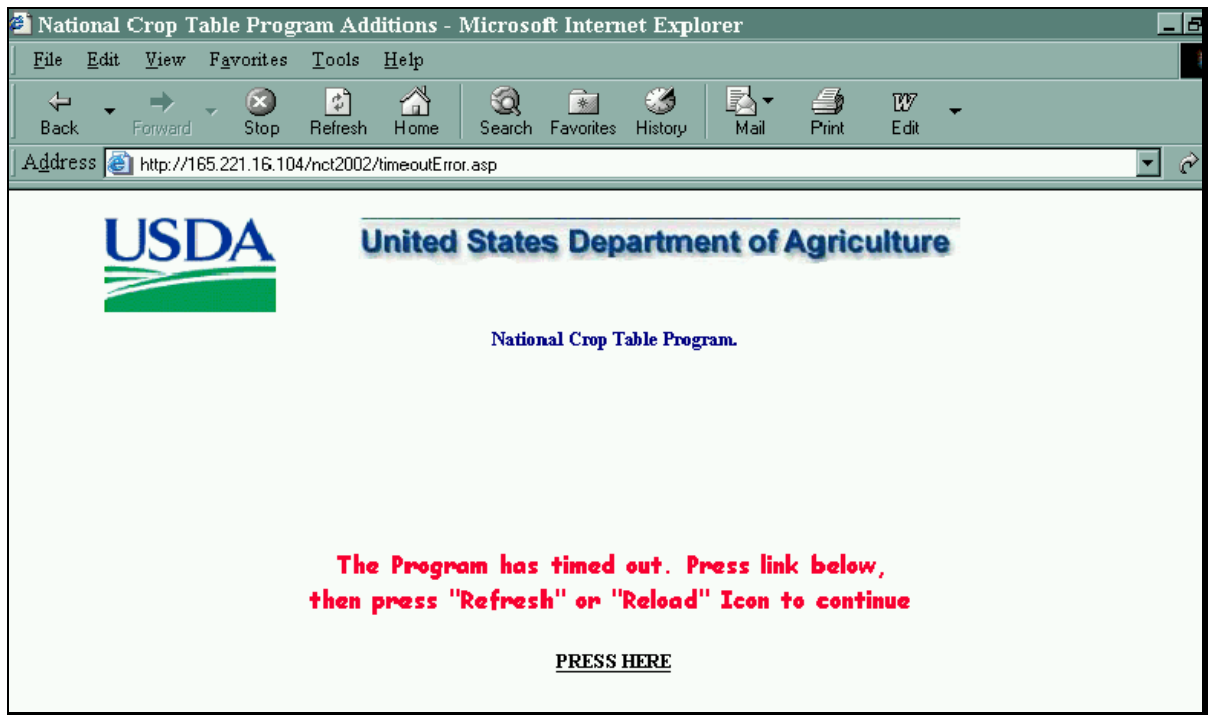 National Crop Table Program Additions - Microsoft Internet Explorer
File Edit View Favorites Tools Help
Back Forward Stop Refresh Home Search Favorites History Mail Print Edit
Address http://165.221.16.104/nct2002/timeoutError.asp
USDA United States Department of Agriculture
National Crop Table Program.
The Program has timed out. Press link below,
then press "Refresh" or "Reload" Icon to continue
PRESS HERE